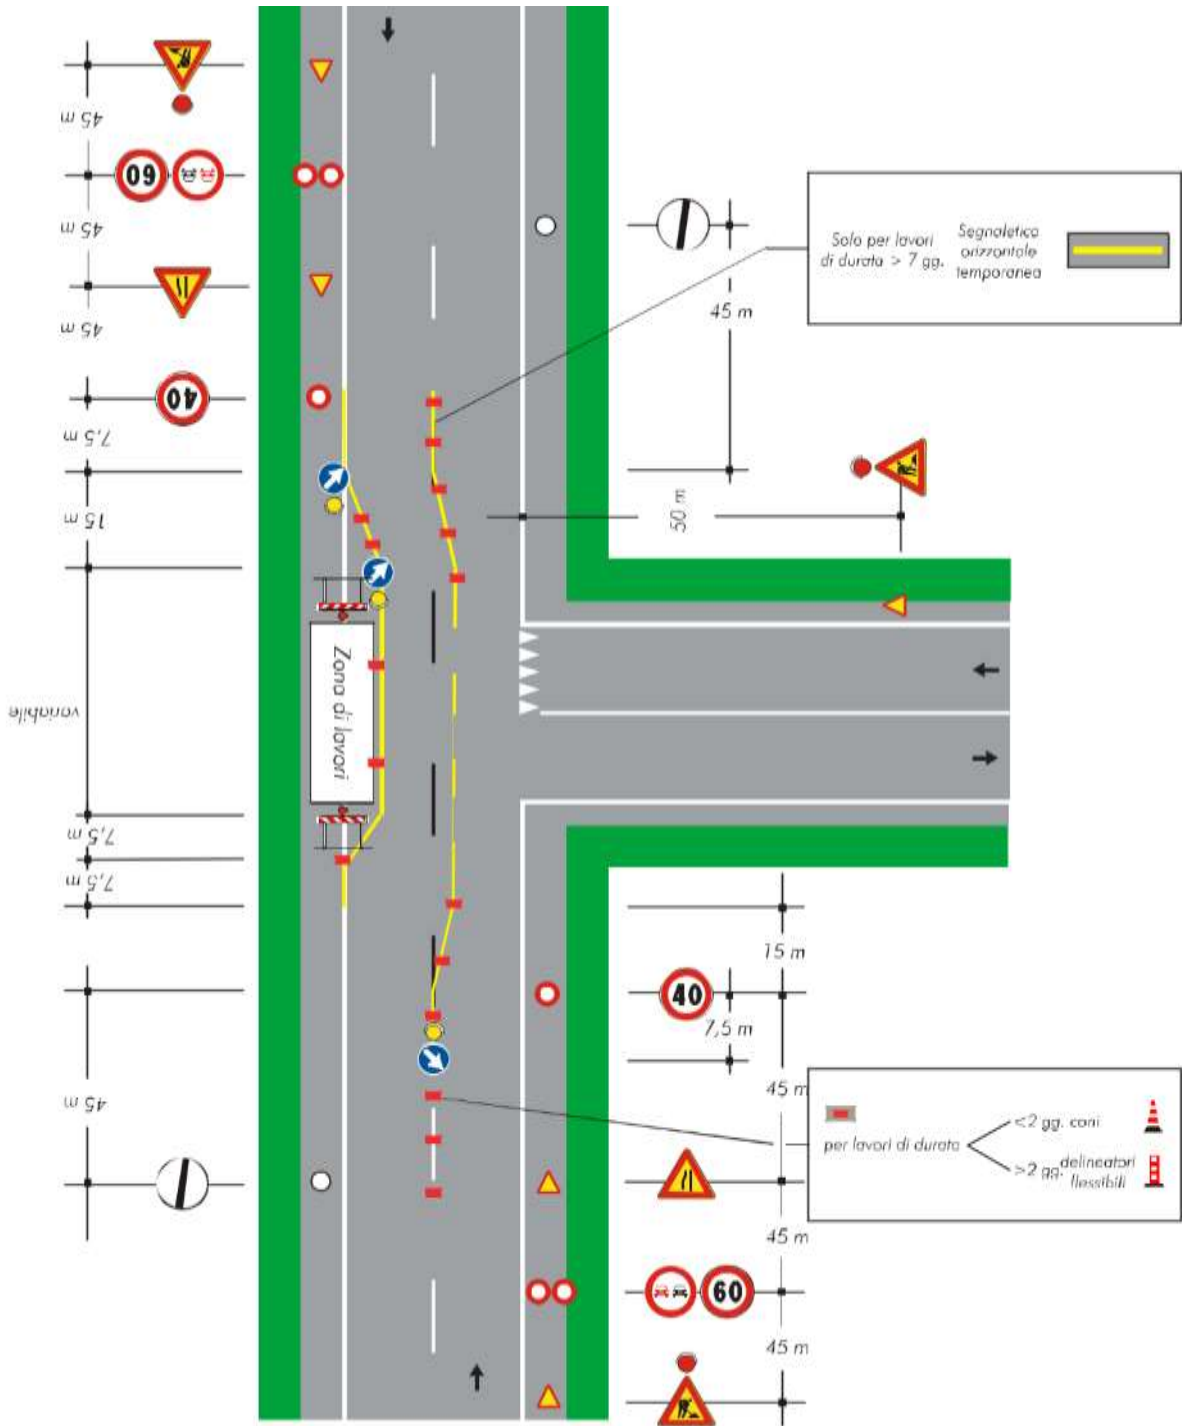 45 m
60
45 m
45 m
40
7,5 m
15 m
variabile
7,5 m
7,5 m
45 m
Zona di lavori
Solo per lavori
di durata > 7 gg.
Segnaletica
orizzontale
temporanea
45 m
50 m
15 m
40
7,5 m
45 m
per lavori di durata
<2 gg. coni
>2 gg. delineatori
flessibili
45 m
60
45 m